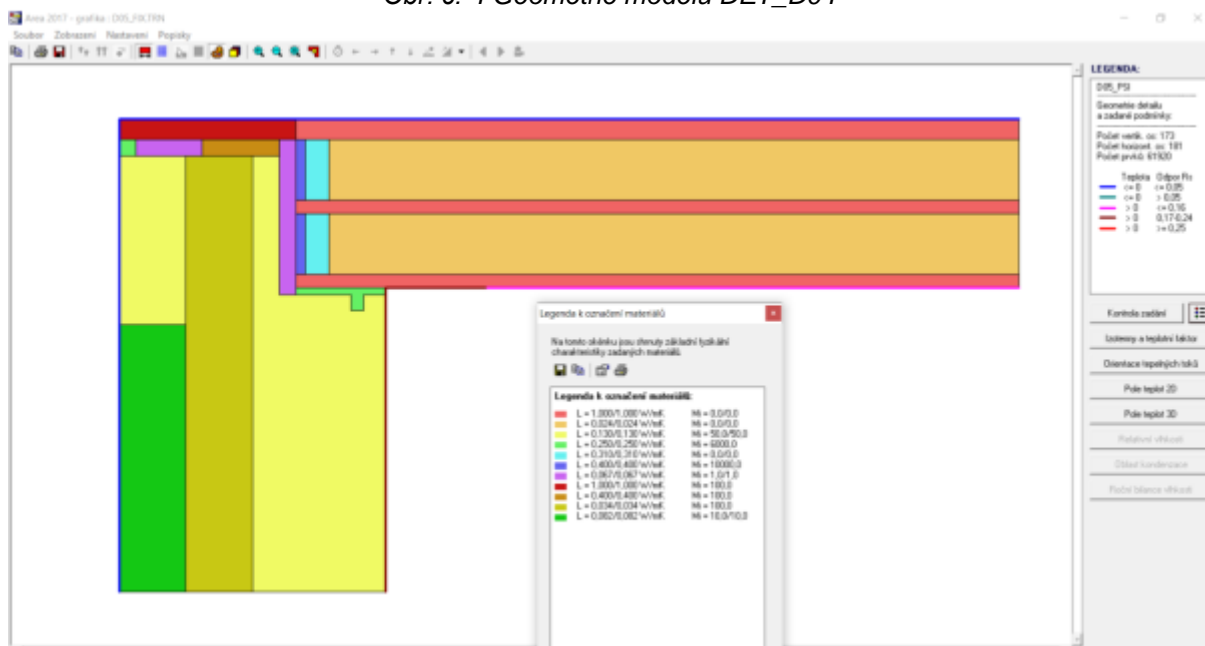 Area 2017 - grafika : D05_FIX.TRN
Soubor Zobrazeni Nastaveni Popisky
LEGENDA:
D05_PSI
Geometrie detailu
a zadané podmínky:
Počet vertik. os: 173
Počet horizont. os: 181
Počet prvků: 61920
Teplota Odpor Rs
<= 0 <= 0,05
<= 0 > 0,05
> 0 <= 0,16
> 0 0,17-0,24
> 0 >= 0,25
Kontrola zadání
Izotermy a teplotní faktor
Orientace tepelných toků
Pole teplot 2D
Pole teplot 3D
Relativní vlhkosti
Oblast kondenzace
Roční bilance vlhkosti
Legenda k označení materiálů
Na tomto okénku jsou shrnuty základní fyzikální
charakteristiky zadaných materiálů.
Legenda k označení materiálů:
L = 1,000/1,000 W/mK Mi = 0,0/0,0
L = 0,024/0,024 W/mK Mi = 0,0/0,0
L = 0,130/0,130 W/mK Mi = 50,0/50,0
L = 0,250/0,250 W/mK Mi = 6000,0
L = 0,310/0,310 W/mK Mi = 0,0/0,0
L = 0,400/0,400 W/mK Mi = 10000,0
L = 0,067/0,067 W/mK Mi = 1,0/1,0
L = 1,000/1,000 W/mK Mi = 100,0
L = 0,400/0,400 W/mK Mi = 100,0
L = 0,034/0,034 W/mK Mi = 100,0
L = 0,082/0,082 W/mK Mi = 10,0/10,0